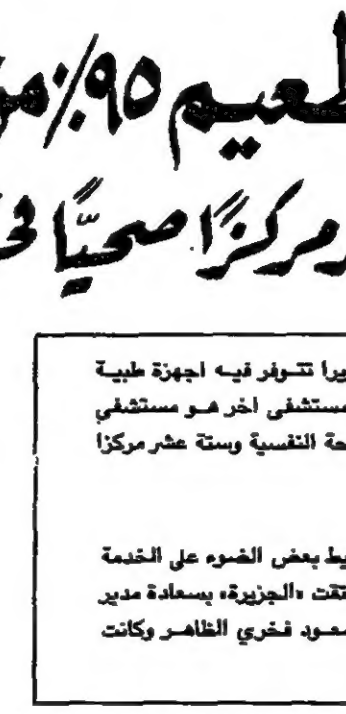 طعيم ٩٥٪ من
مركزًا صحيًّا في
يرا تتوفر فيه اجهزة طبية
مستشفى اخر هو مستشفى
حة النفسية وستة عشر مركزا
يط بعض الضوء على الخدمة
تقت «الجزيرة» بسعادة مدير
سعود فخري الظاهر وكانت